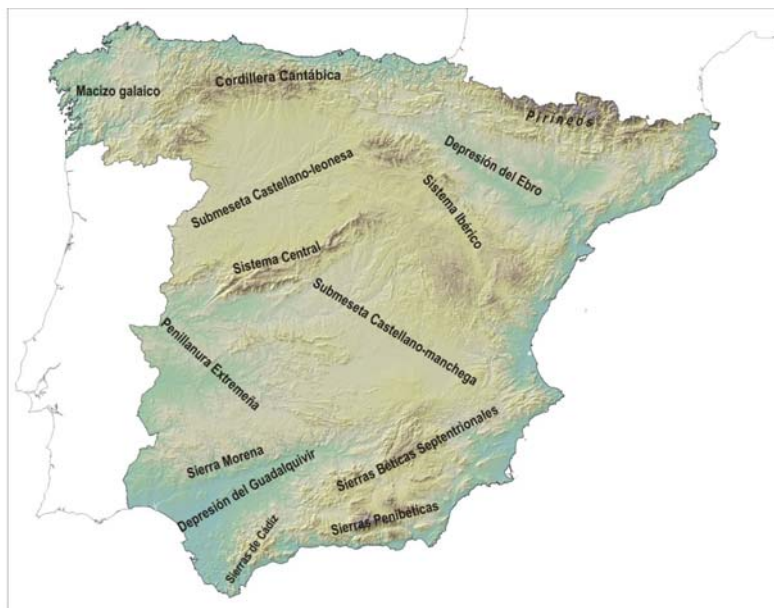 Macizo galaico
Cordillera Cantábica
Pirineos
Depresión del Ebro
Submeseta Castellano-leonesa
Sistema Ibérico
Sistema Central
Submeseta Castellano-manchega
Penillanura Extremeña
Sierras Béticas Septentrionales
Sierra Morena
Depresión del Guadalquivir
Sierras Penibéticas
Sierras de Cádiz